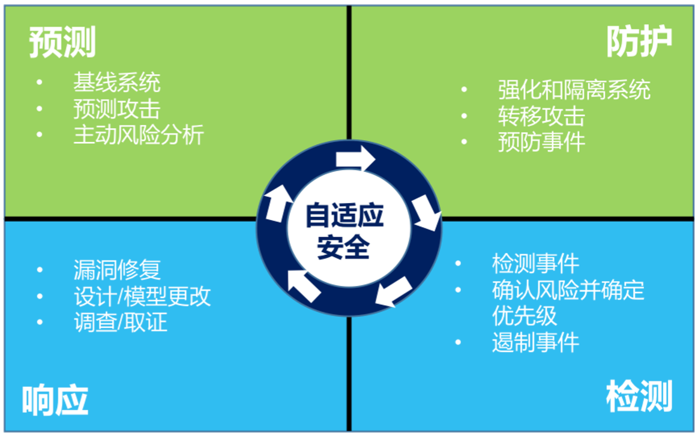 预测
• 基线系统
• 预测攻击
• 主动风险分析
防护
• 强化和隔离系统
• 转移攻击
• 预防事件
自适应
安全
• 漏洞修复
• 设计/模型更改
• 调查/取证
响应
• 检测事件
• 确认风险并确定
优先级
• 遏制事件
检测